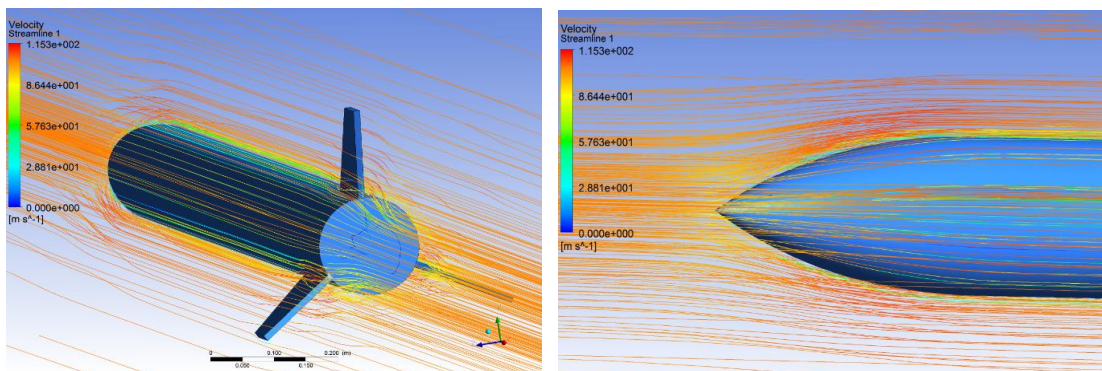 Velocity
Streamline 1
1.153e+002
8.644e+001
5.763e+001
2.881e+001
0.000e+000
[m s^-1]
0 0.100 0.200 (m)
0.050 0.150
Velocity
Streamline 1
1.153e+002
8.644e+001
5.763e+001
2.881e+001
0.000e+000
[m s^-1]